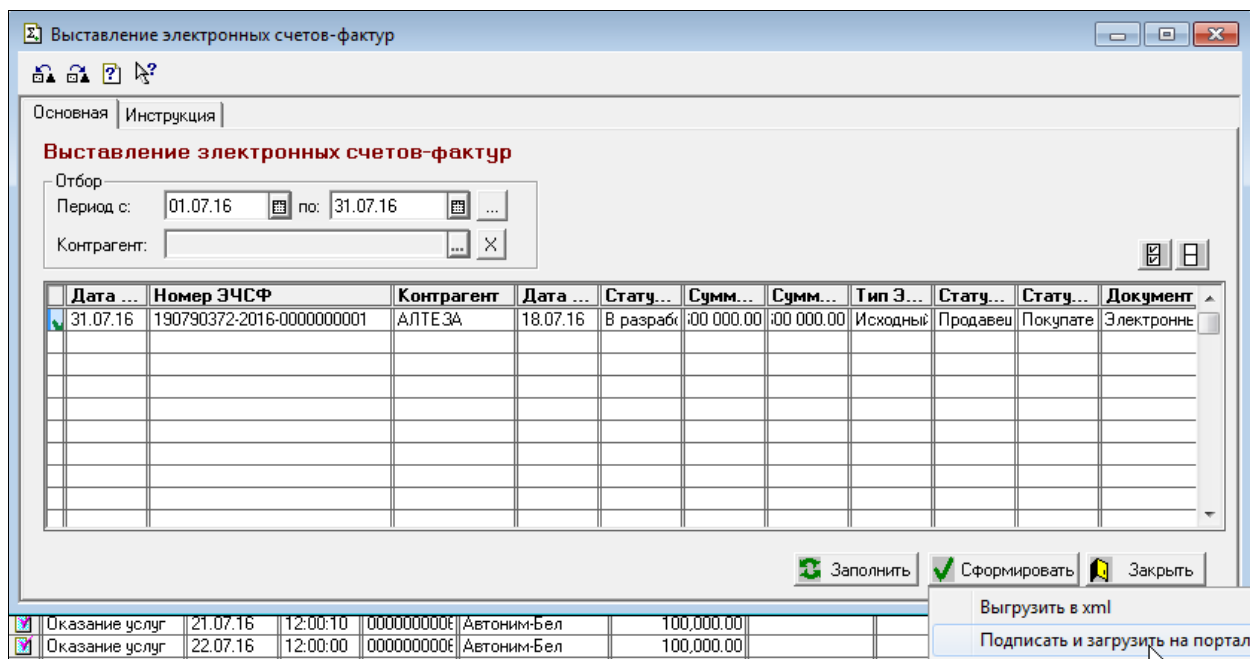 Выставление электронных счетов-фактур
Основная Инструкция
Выставление электронных счетов-фактур
Отбор
Период с: 01.07.16 по: 31.07.16 ...
Контрагент: ... X
Дата ... Номер ЭЧСФ Контрагент Дата ... Стату... Сумм... Сумм... Тип Э... Стату... Стату... Документ
31.07.16 190790372-2016-0000000001 АЛТЕЗА 18.07.16 В разрабо 00 000.00 00 000.00 Исходный Продавец Покупате Электронны
Заполнить Сформировать Закрыть
Выгрузить в xml
Подписать и загрузить на портал
Оказание услуг 21.07.16 12:00:10 000000000 Автоним-Бел 100,000.00
Оказание услуг 22.07.16 12:00:00 000000000 Автоним-Бел 100,000.00